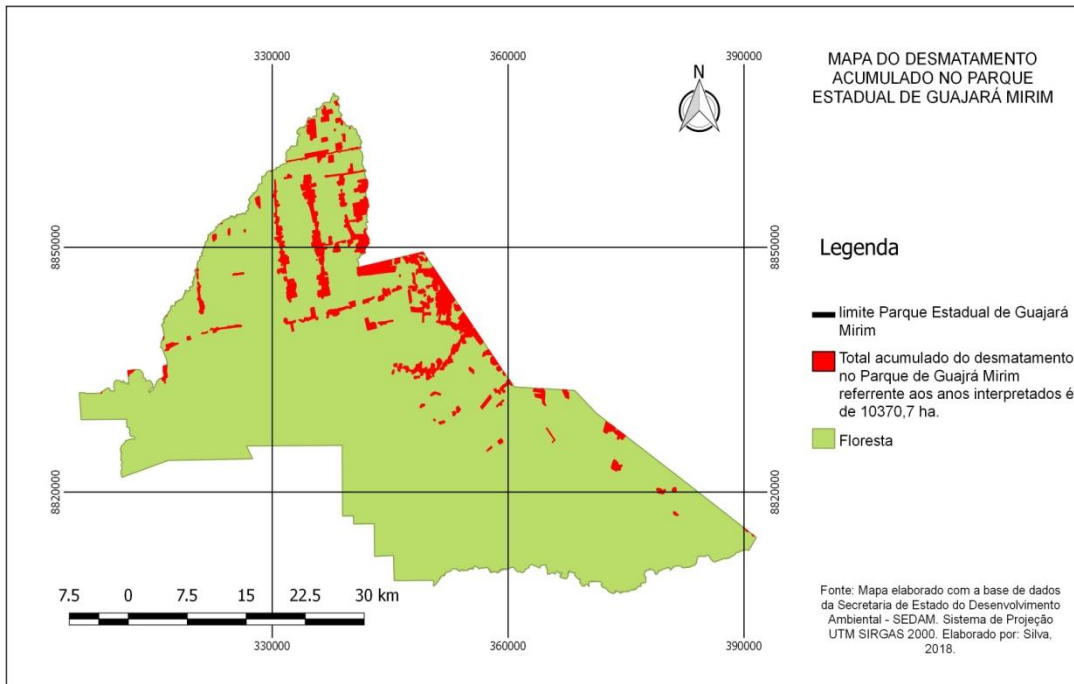 MAPA DO DESMATAMENTO
ACUMULADO NO PARQUE
ESTADUAL DE GUAJARÁ MIRIM
330000
360000
390000
N
8850000
8850000
Legenda
limite Parque Estadual de Guajará
Mirim
Total acumulado do desmatamento
no Parque de Guajrá Mirim
referrente aos anos interpretados é
de 10370,7 ha.
Floresta
8820000
8820000
7.5 0 7.5 15 22.5 30 km
330000
360000
390000
Fonte: Mapa elaborado com a base de dados
da Secretaria de Estado do Desenvolvimento
Ambiental - SEDAM. Sistema de Projeção
UTM SIRGAS 2000. Elaborado por: Silva,
2018.